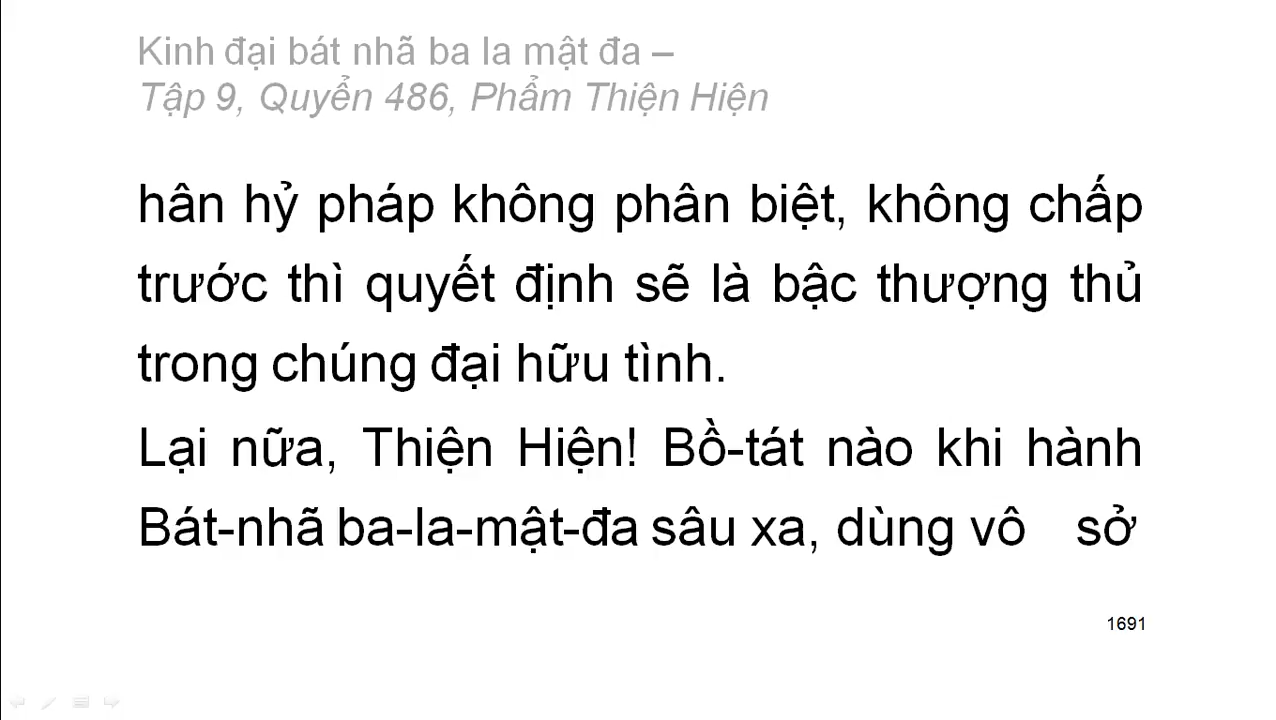 Kinh đại bát nhã ba la mật đa –
Tập 9, Quyển 486, Phẩm Thiện Hiện
hân hỷ pháp không phân biệt, không chấp
trước thì quyết định sẽ là bậc thượng thủ
trong chúng đại hữu tình.
Lại nữa, Thiện Hiện! Bồ-tát nào khi hành
Bát-nhã ba-la-mật-đa sâu xa, dùng vô sở
1691